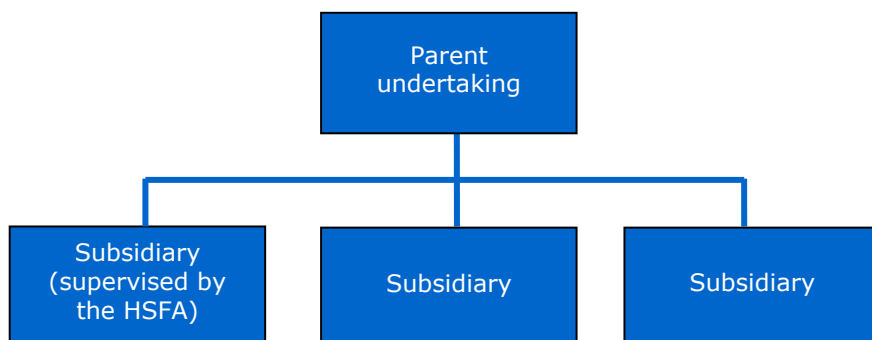 Parent
undertaking
Subsidiary
(supervised by
the HSFA)
Subsidiary
Subsidiary